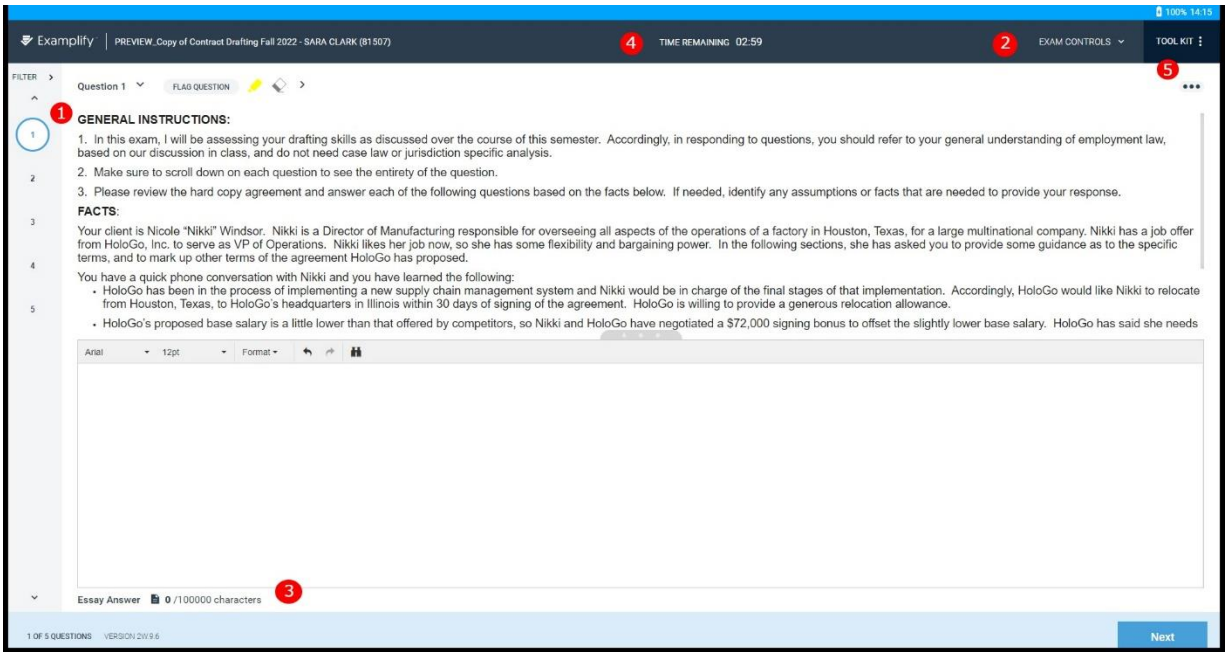 100% 14:15
Examplify PREVIEW_Copy of Contract Drafting Fall 2022 - SARA CLARK (81507) 4 TIME REMAINING 02:59 2 EXAM CONTROLS TOOL KIT
FILTER >
Question 1 FLAG QUESTION > 5
1
GENERAL INSTRUCTIONS:
1
1. In this exam, I will be assessing your drafting skills as discussed over the course of this semester. Accordingly, in responding to questions, you should refer to your general understanding of employment law,
based on our discussion in class, and do not need case law or jurisdiction specific analysis.
2
2. Make sure to scroll down on each question to see the entirety of the question.
3. Please review the hard copy agreement and answer each of the following questions based on the facts below. If needed, identify any assumptions or facts that are needed to provide your response.
FACTS:
3
Your client is Nicole “Nikki” Windsor. Nikki is a Director of Manufacturing responsible for overseeing all aspects of the operations of a factory in Houston, Texas, for a large multinational company. Nikki has a job offer
from HoloGo, Inc. to serve as VP of Operations. Nikki likes her job now, so she has some flexibility and bargaining power. In the following sections, she has asked you to provide some guidance as to the specific
terms, and to mark up other terms of the agreement HoloGo has proposed.
4
You have a quick phone conversation with Nikki and you have learned the following:
• HoloGo has been in the process of implementing a new supply chain management system and Nikki would be in charge of the final stages of that implementation. Accordingly, HoloGo would like Nikki to relocate
from Houston, Texas, to HoloGo's headquarters in Illinois within 30 days of signing of the agreement. HoloGo is willing to provide a generous relocation allowance.
5
• HoloGo's proposed base salary is a little lower than that offered by competitors, so Nikki and HoloGo have negotiated a $72,000 signing bonus to offset the slightly lower base salary. HoloGo has said she needs
Arial 12pt Format
Essay Answer 0 /100000 characters 3
1 OF 5 QUESTIONS VERSION 2W.9.6 Next